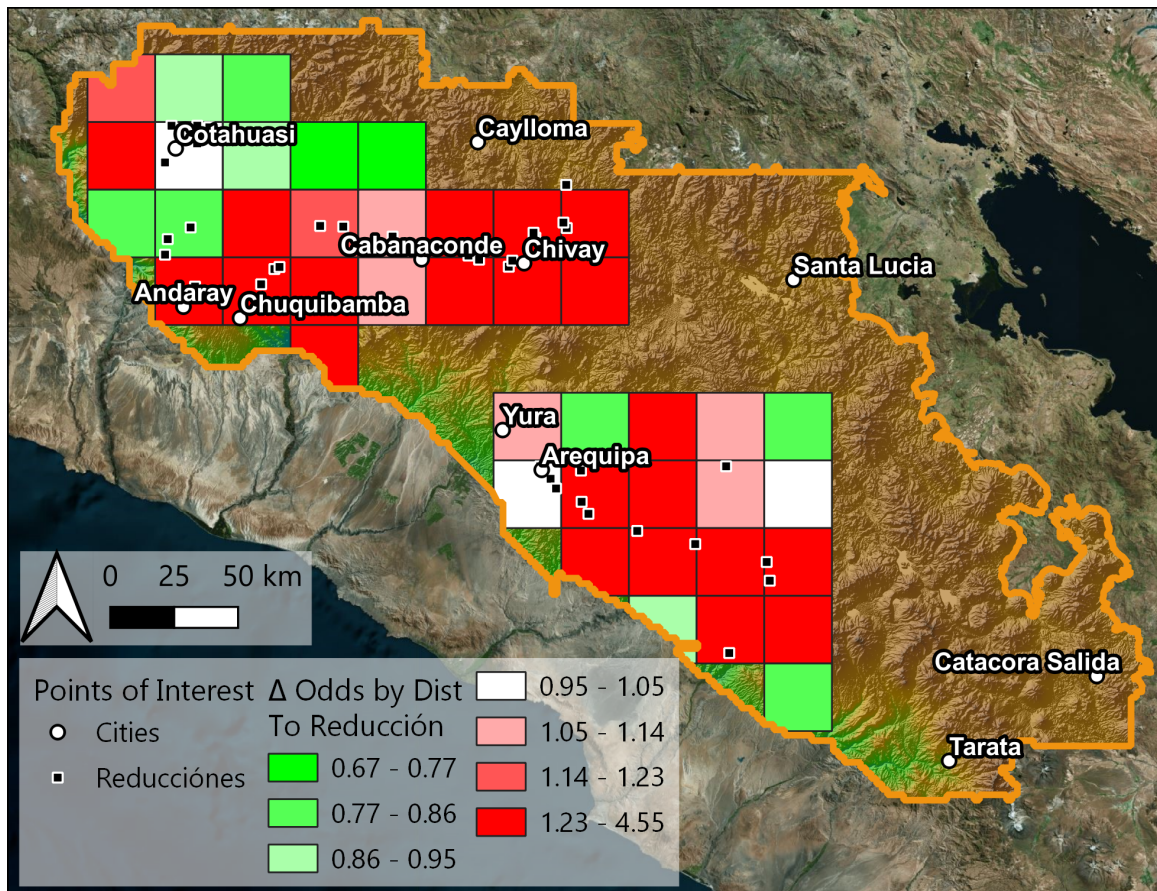 Cotahuasi
Caylloma
Cabanaconde
Chivay
Santa Lucia
Andaray
Chuquibamba
Yura
Arequipa
Catacora Salida
Tarata
0 25 50 km
Points of Interest
Cities
Reducciónes
Δ Odds by Dist
To Reducción
0.67 - 0.77
0.77 - 0.86
0.86 - 0.95
0.95 - 1.05
1.05 - 1.14
1.14 - 1.23
1.23 - 4.55